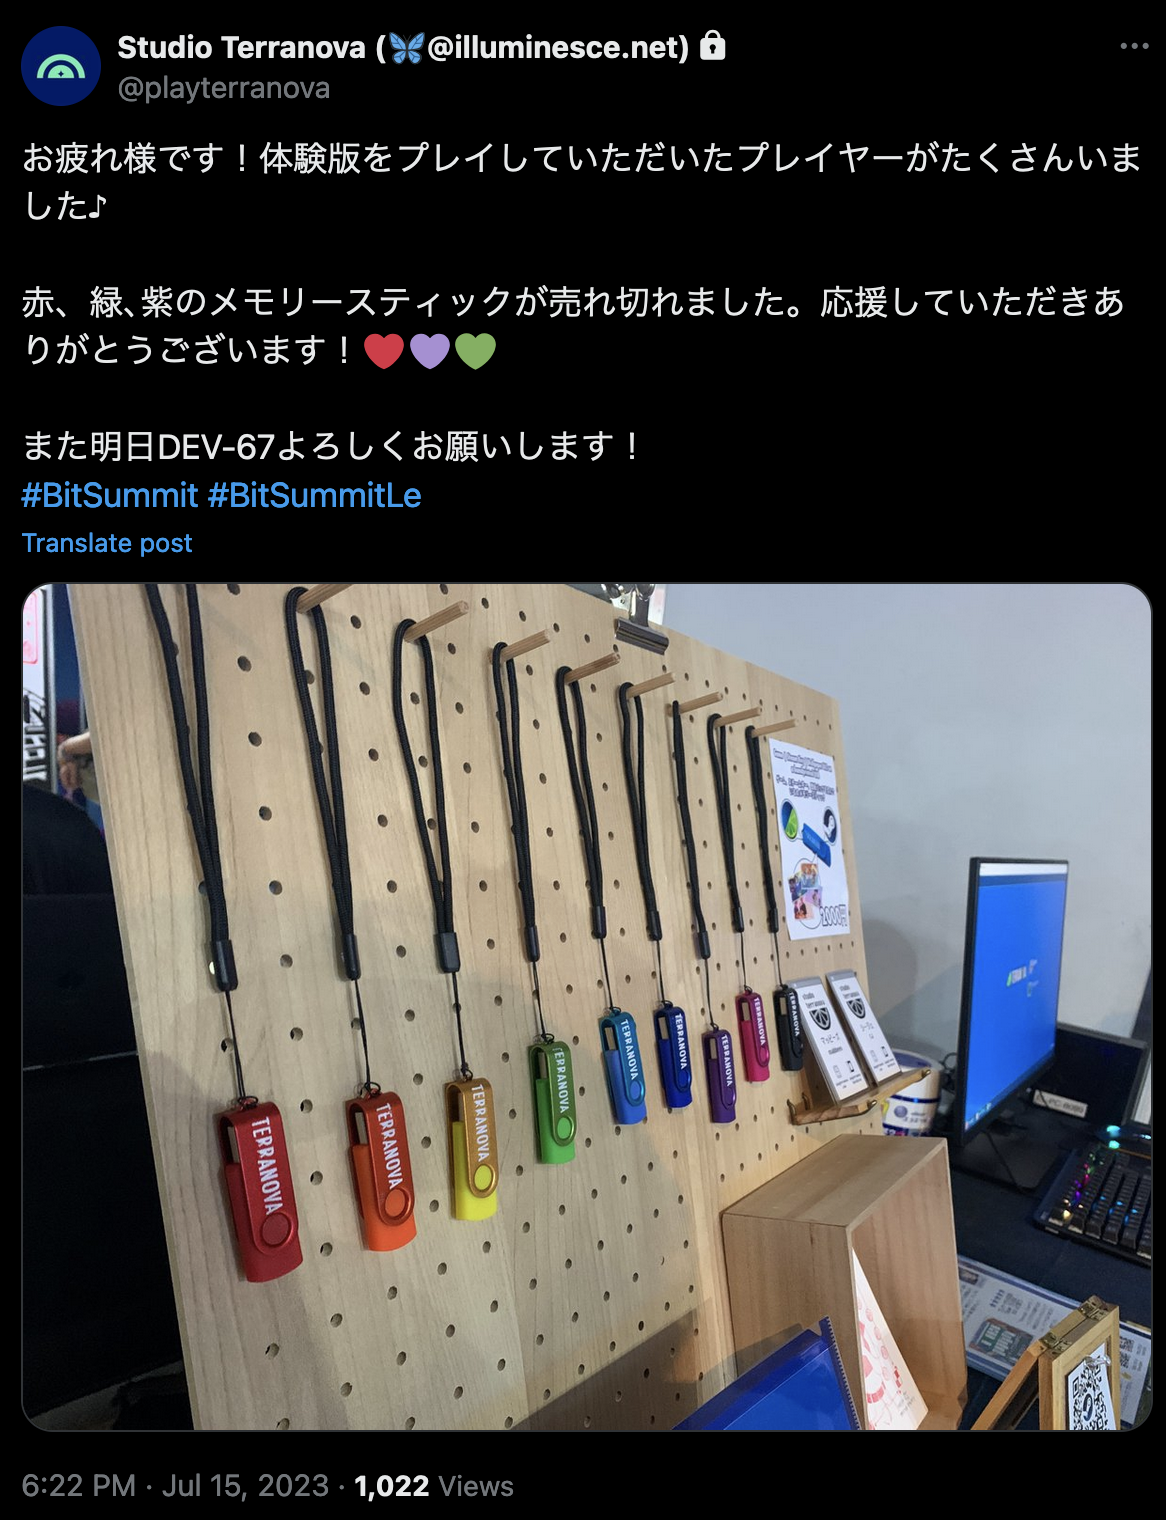 Studio Terranova (🦋@illuminesce.net) 🔒
@playterranova
お疲れ様です！体験版をプレイしていただいたプレイヤーがたくさんいま
した♪
赤、緑､紫のメモリースティックが売れ切れました。応援していただきあ
りがとうございます！❤️💜💚
また明日DEV-67よろしくお願いします！
#BitSummit #BitSummitLe
Translate post
TERRANOVA
TERRANOVA
TERRANOVA
TERRANOVA
TERRANOVA
TERRANOVA
TERRANOVA
TERRANOVA
TERRANOVA
2000円
6:22 PM · Jul 15, 2023 · 1,022 Views